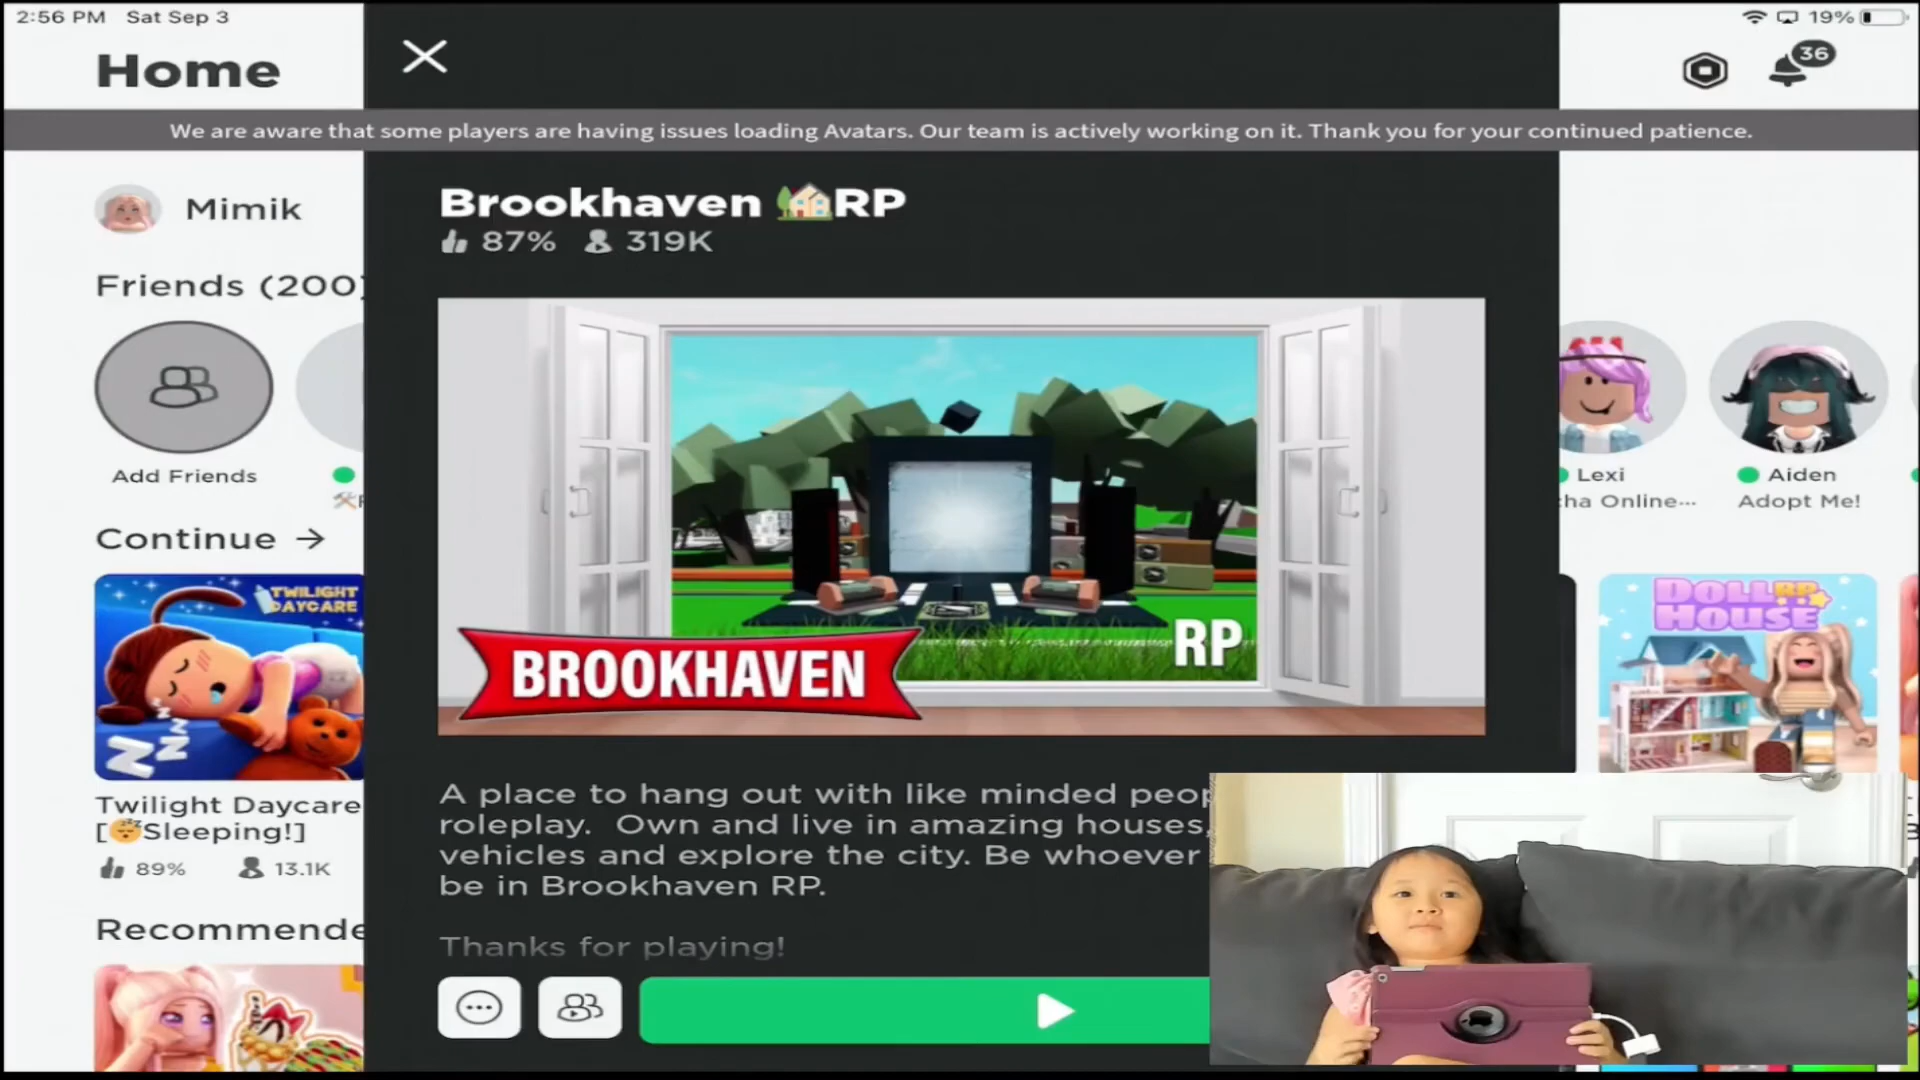 2:56 PM Sat Sep 3
19%
Home
36
We are aware that some players are having issues loading Avatars. Our team is actively working on it. Thank you for your continued patience.
Brookhaven 🏡RP
87% 319K
Mimik
Friends (200)
Add Friends
Lexi
Online...
Aiden
Adopt Me!
Continue →
TWILIGHT
DAYCARE
ZZZZ
BROOKHAVEN
RP
DOLL RP
HOUSE
Twilight Daycare
[😴Sleeping!]
89% 13.1K
A place to hang out with like minded
roleplay. Own and live in amazing houses,
vehicles and explore the city. Be whoever
be in Brookhaven RP.
Thanks for playing!